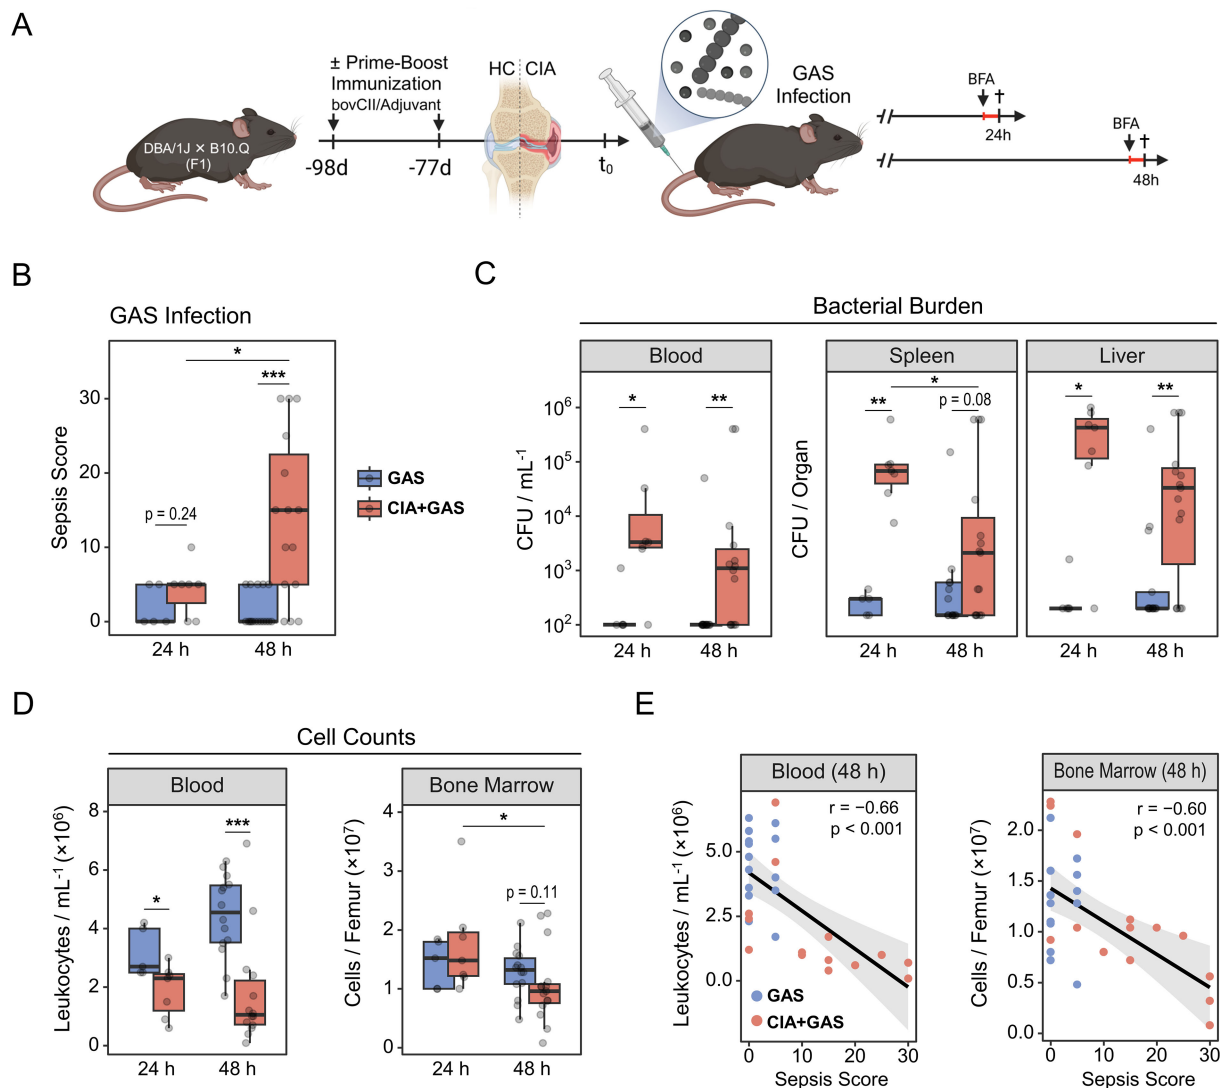 A
± Prime-Boost
Immunization
bovCII/Adjuvant
HC CIA
GAS
Infection
BFA
†
24h
BFA
†
48h
DBA/1J × B10.Q
(F1)
-98d
-77d
t0
B
GAS Infection
Sepsis Score
30
20
10
0
*
***
p = 0.24
24 h
48 h
GAS
CIA+GAS
C
Bacterial Burden
Blood
Spleen
Liver
CFU / mL⁻¹
10⁶
10⁵
10⁴
10³
10²
*
**
24 h
48 h
CFU / Organ
**
*
p = 0.08
24 h
48 h
*
**
24 h
48 h
D
Cell Counts
Blood
Bone Marrow
Leukocytes / mL⁻¹ (×10⁶)
8
6
4
2
0
*
***
24 h
48 h
Cells / Femur (×10⁷)
4
3
2
1
0
*
p = 0.11
24 h
48 h
E
Blood (48 h)
Leukocytes / mL⁻¹ (×10⁶)
5.0
2.5
0.0
r = −0.66
p < 0.001
GAS
CIA+GAS
0 10 20 30
Sepsis Score
Bone Marrow (48 h)
Cells / Femur (×10⁷)
2.0
1.5
1.0
0.5
0.0
r = −0.60
p < 0.001
0 10 20 30
Sepsis Score